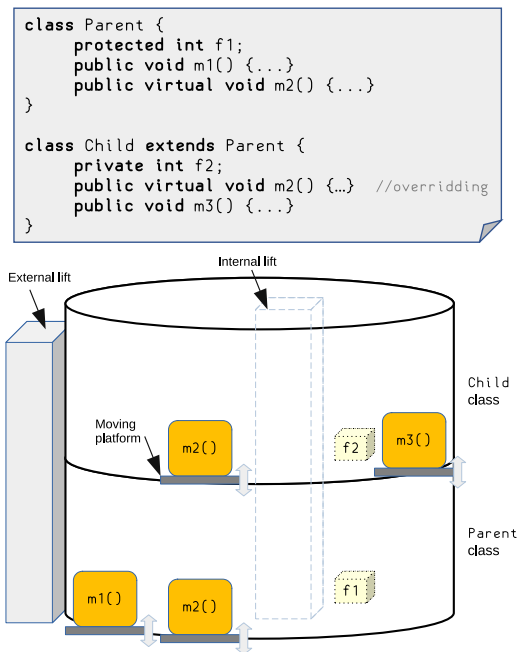 class Parent {
protected int f1;
public void m1() {...}
public virtual void m2() {...}
}
class Child extends Parent {
private int f2;
public virtual void m2() {…} //overridding
public void m3() {...}
}
Internal lift
External lift
Child
class
Moving
platform
m2()
f2
m3()
Parent
class
m1()
m2()
f1